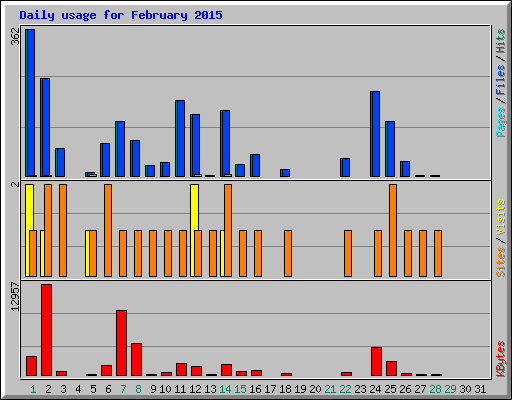 Daily usage for February 2015
362
Pages / Files / Hits
2
Sites / Visits
12957
KBytes
1 2 3 4 5 6 7 8 9 10 11 12 13 14 15 16 17 18 19 20 21 22 23 24 25 26 27 28 29 30 31